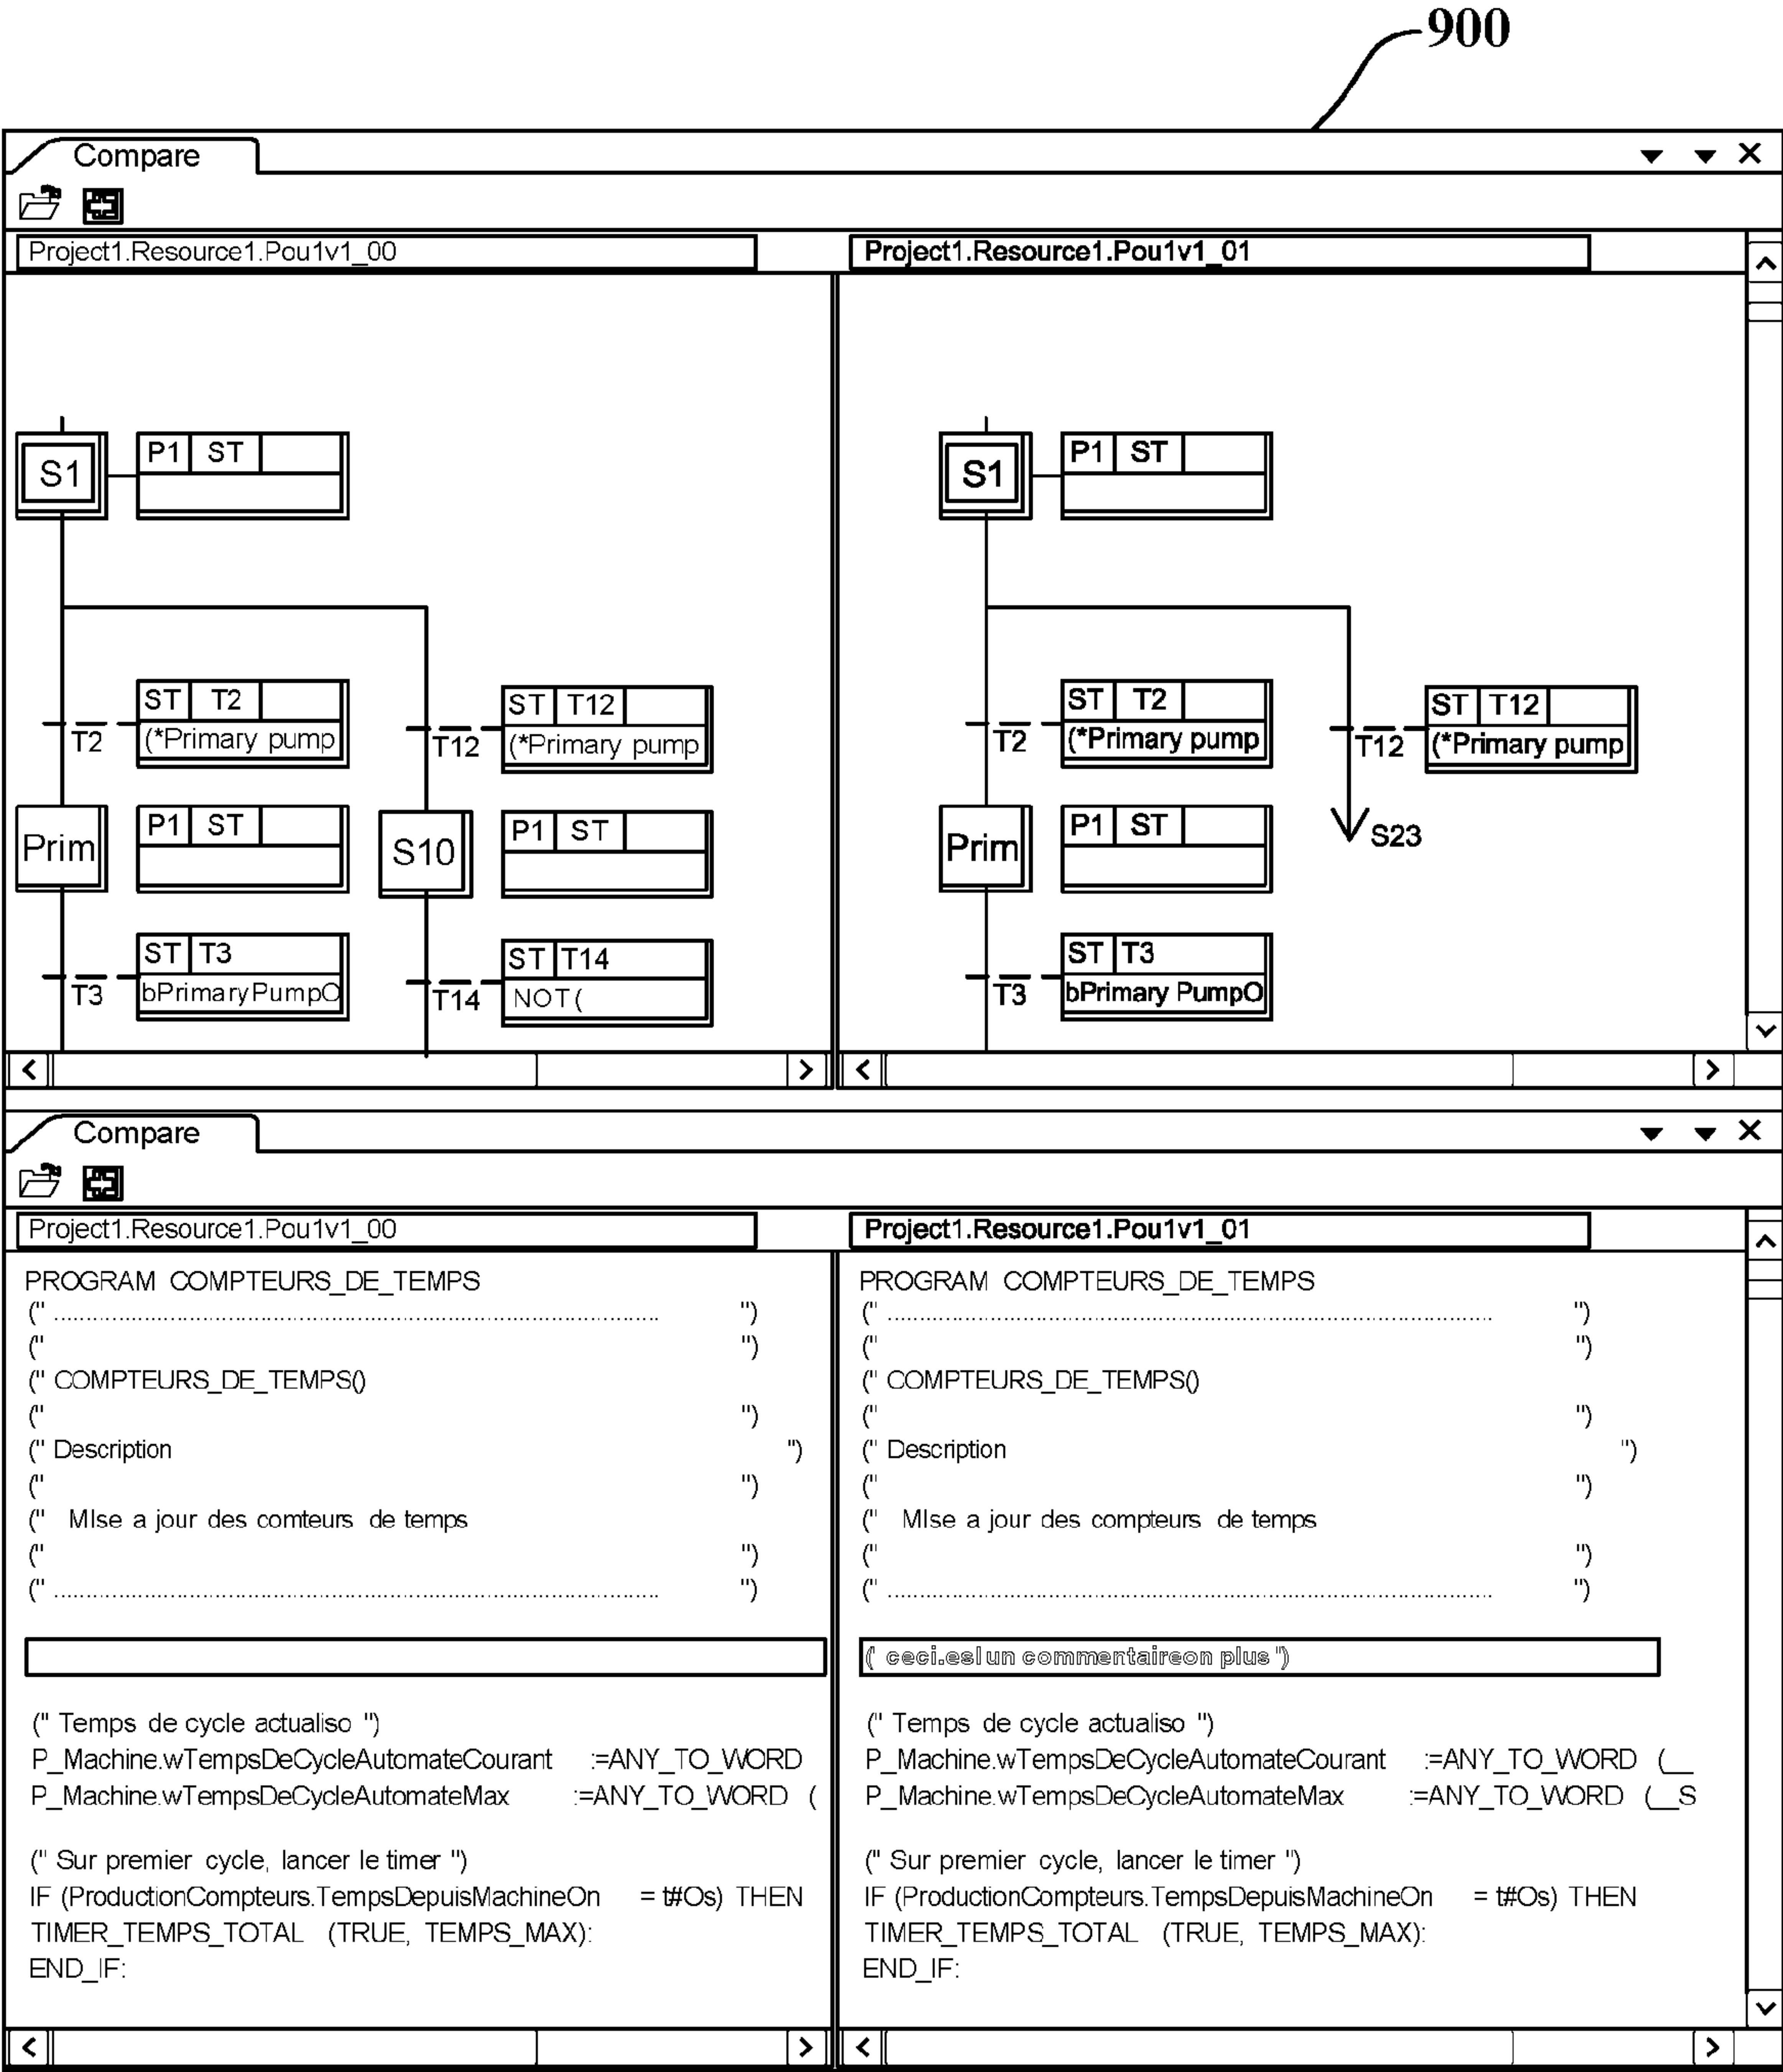 900
Compare
Project1.Resource1.Pou1v1_00
Project1.Resource1.Pou1v1_01
S1
P1 ST
S1
P1 ST
ST T2
(*Primary pump
T2
ST T12
(*Primary pump
T12
ST T2
(*Primary pump
T2
ST T12
(*Primary pump
T12
Prim
P1 ST
S10
P1 ST
Prim
P1 ST
S23
ST T3
bPrimaryPumpO
T3
ST T14
NOT (
T14
ST T3
bPrimary PumpO
T3
Compare
Project1.Resource1.Pou1v1_00
PROGRAM COMPTEURS_DE_TEMPS
(" ............................................................................................ ")
(" ")
(" COMPTEURS_DE_TEMPS()
(" ")
(" Description ")
(" ")
(" MIse a jour des comteurs de temps
(" ")
(" ............................................................................................ ")
(" Temps de cycle actualiso ")
P_Machine.wTempsDeCycleAutomateCourant :=ANY_TO_WORD
P_Machine.wTempsDeCycleAutomateMax :=ANY_TO_WORD (
(" Sur premier cycle, lancer le timer ")
IF (ProductionCompteurs.TempsDepuisMachineOn = t#Os) THEN
TIMER_TEMPS_TOTAL (TRUE, TEMPS_MAX):
END_IF:
Project1.Resource1.Pou1v1_01
PROGRAM COMPTEURS_DE_TEMPS
(" ............................................................................................ ")
(" ")
(" COMPTEURS_DE_TEMPS()
(" ")
(" Description ")
(" ")
(" MIse a jour des compteurs de temps
(" ")
(" ............................................................................................ ")
(" ceci.esl un commentaireon plus ")
(" Temps de cycle actualiso ")
P_Machine.wTempsDeCycleAutomateCourant :=ANY_TO_WORD (__
P_Machine.wTempsDeCycleAutomateMax :=ANY_TO_WORD (__S
(" Sur premier cycle, lancer le timer ")
IF (ProductionCompteurs.TempsDepuisMachineOn = t#Os) THEN
TIMER_TEMPS_TOTAL (TRUE, TEMPS_MAX):
END_IF: